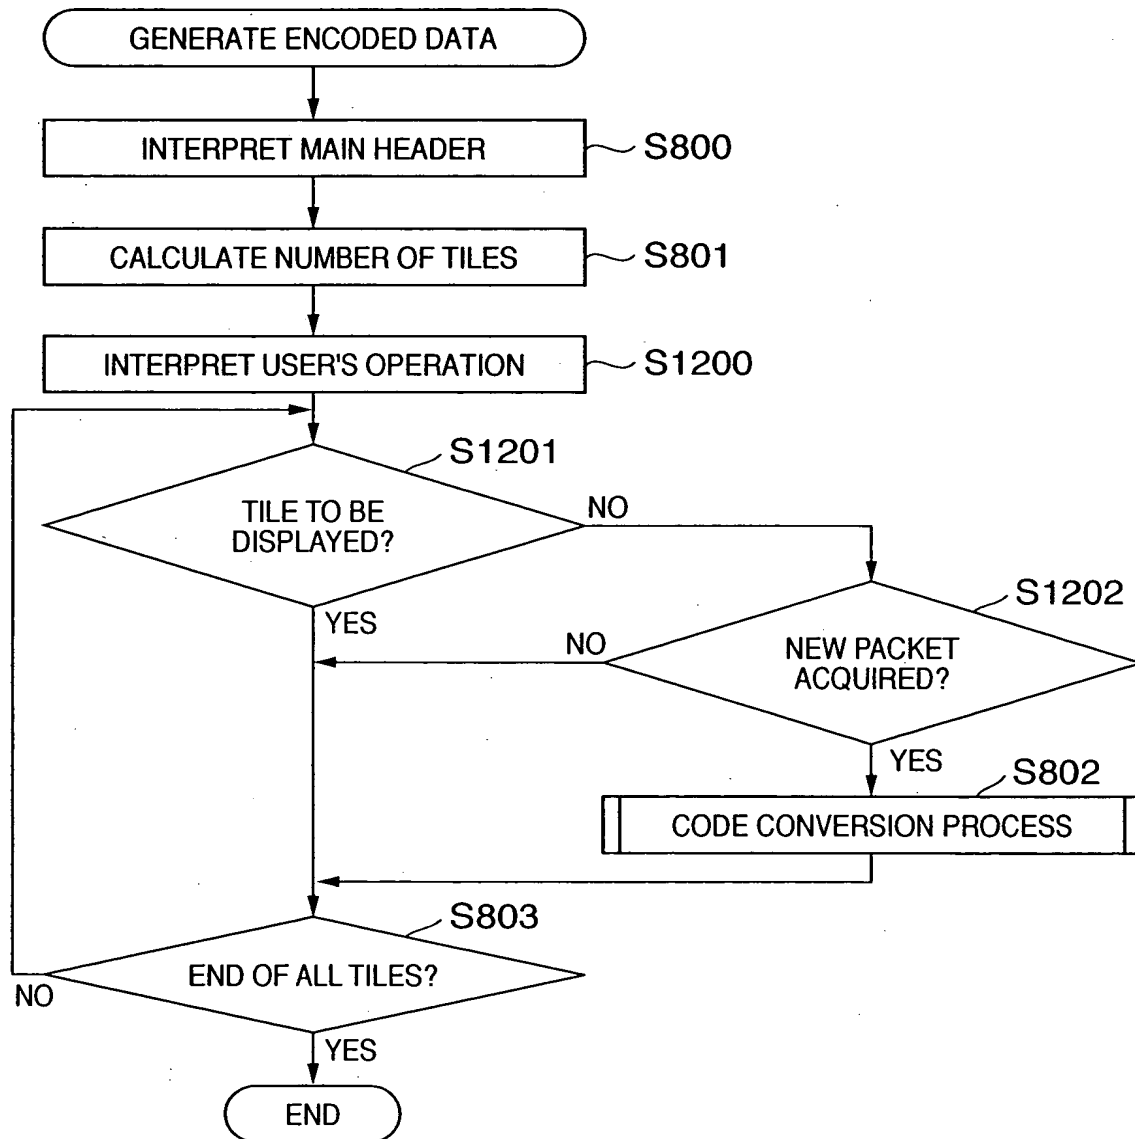 GENERATE ENCODED DATA
INTERPRET MAIN HEADER
S800
CALCULATE NUMBER OF TILES
S801
INTERPRET USER'S OPERATION
S1200
S1201
TILE TO BE
DISPLAYED?
NO
YES
S1202
NEW PACKET
ACQUIRED?
NO
YES
S802
CODE CONVERSION PROCESS
S803
END OF ALL TILES?
NO
YES
END